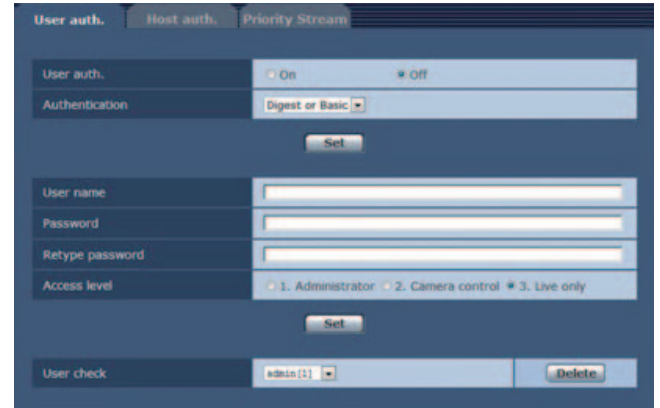 User auth. Host auth. Priority Stream
User auth. On Off
Authentication Digest or Basic
Set
User name
Password
Retype password
Access level 1. Administrator 2. Camera control 3. Live only
Set
User check admin[1] Delete